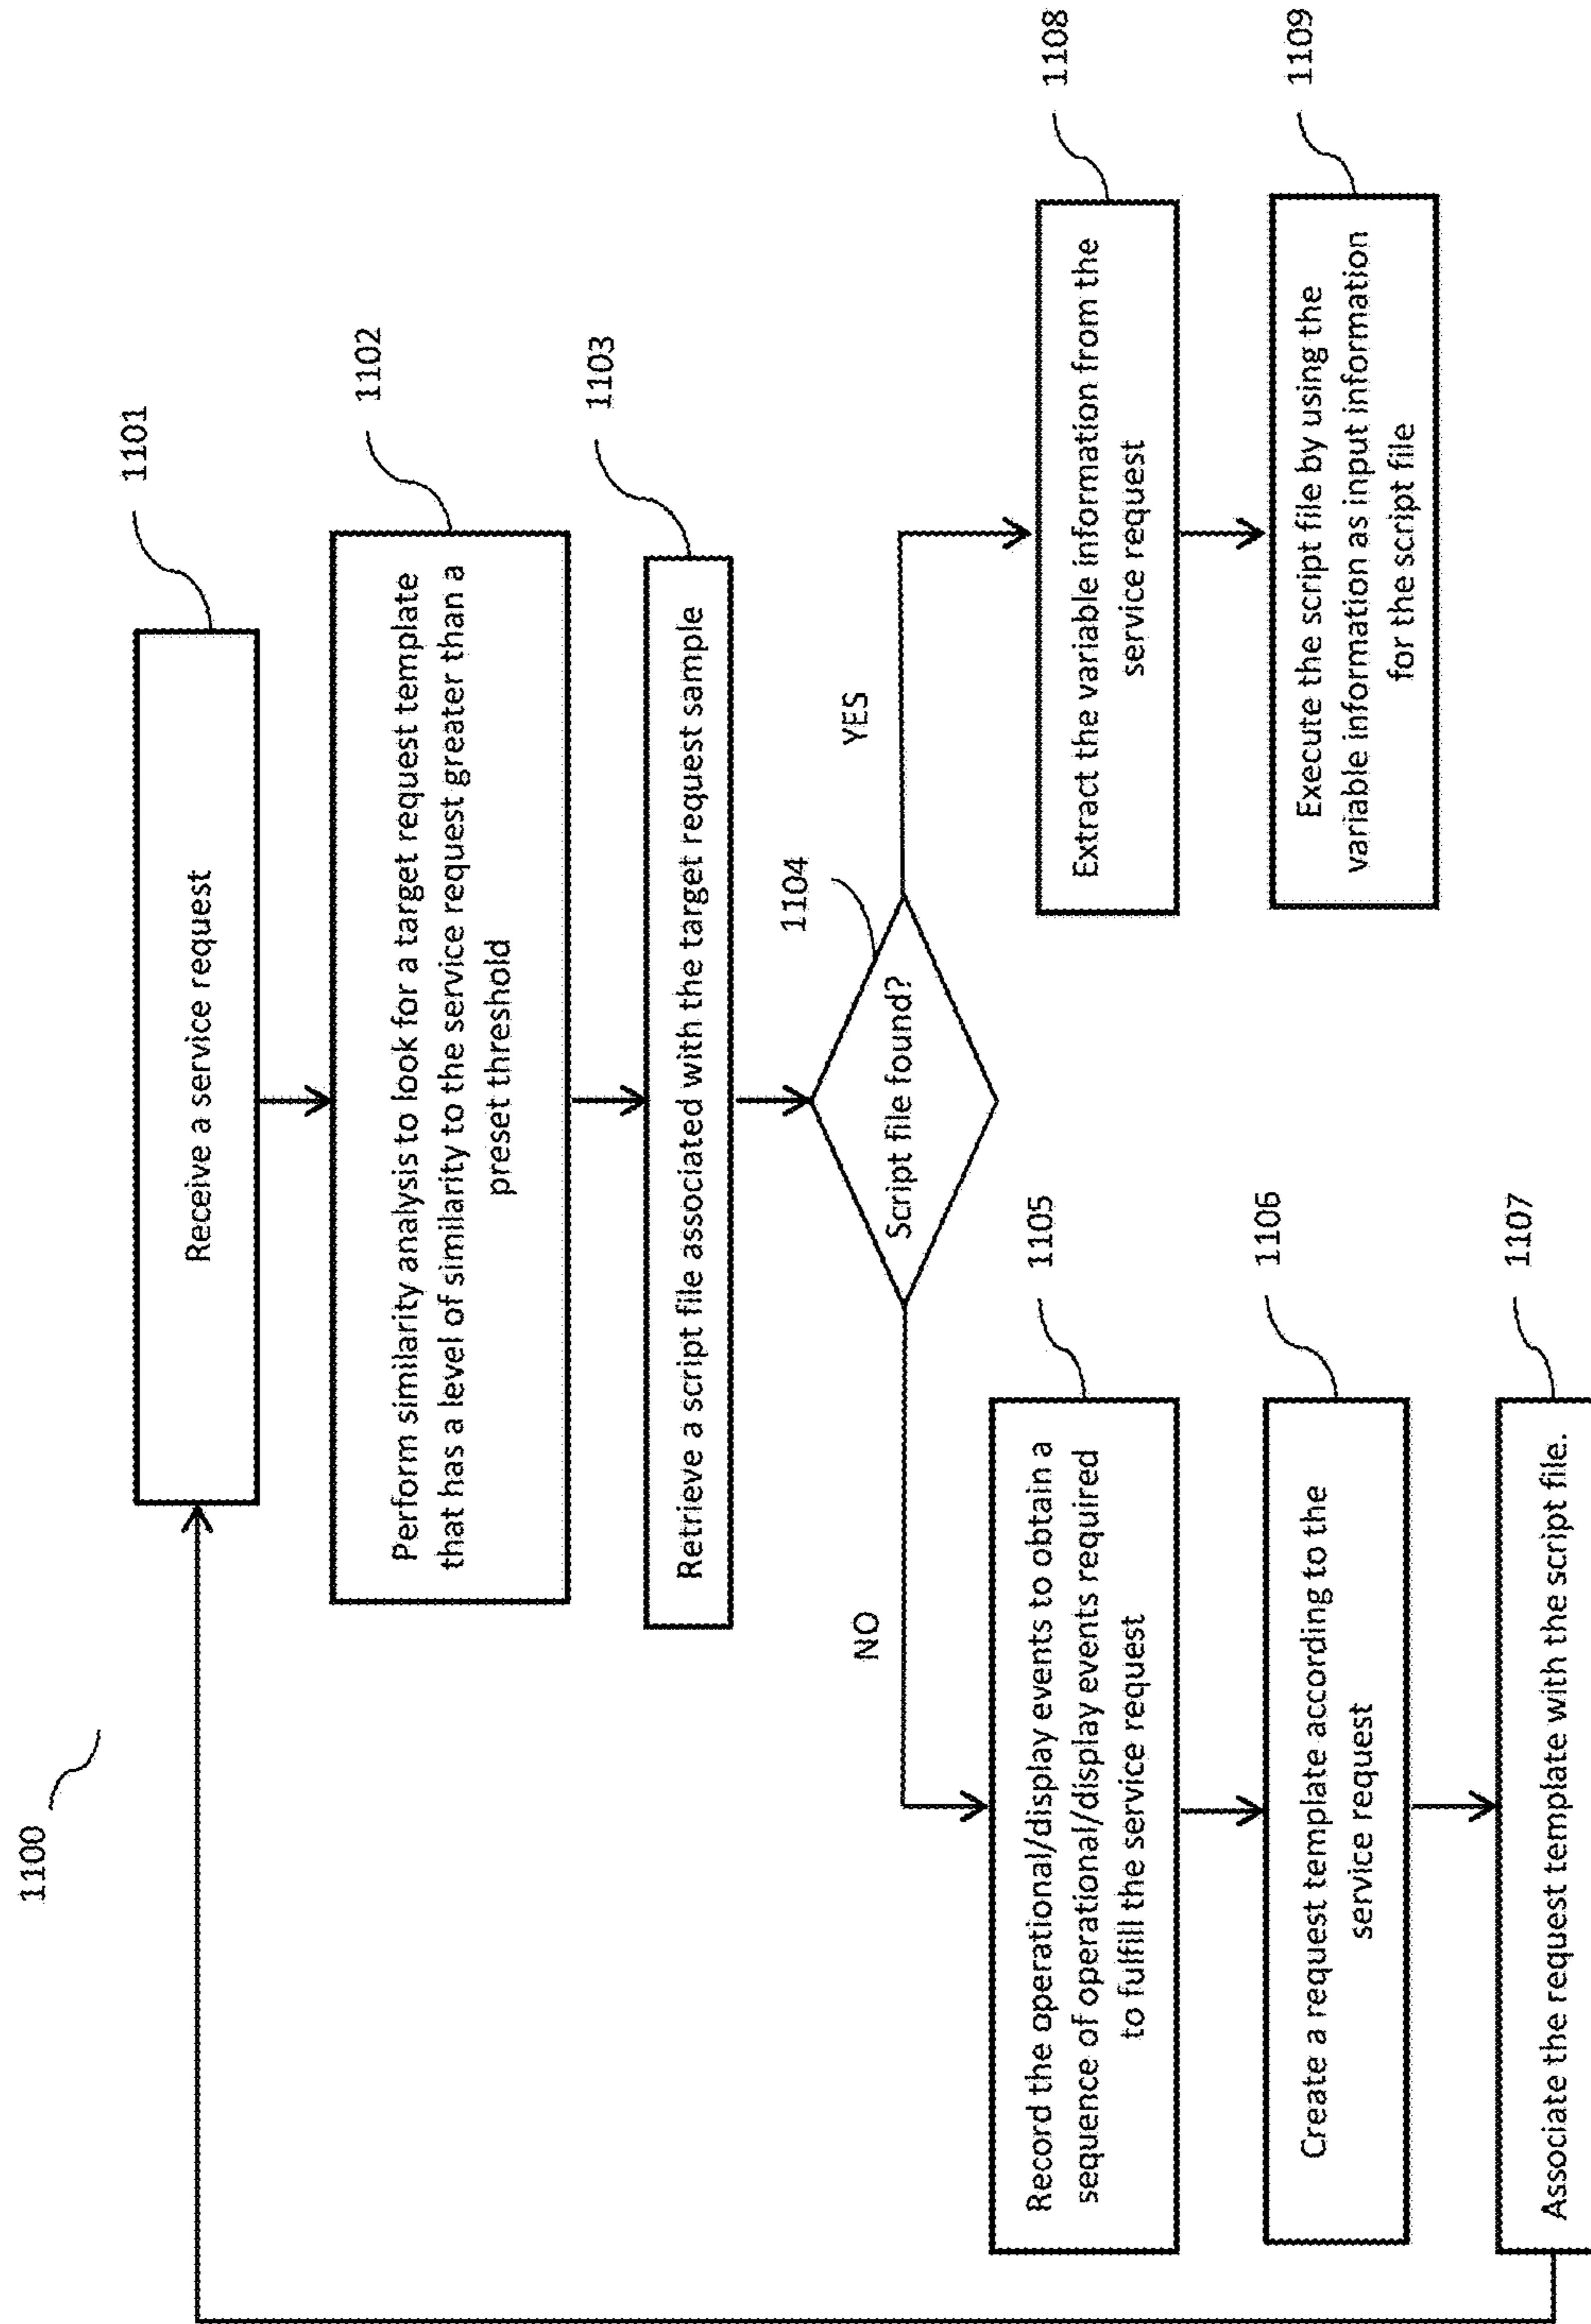 1100
1101
Receive a service request
1102
Perform similarity analysis to look for a target request template
that has a level of similarity to the service request greater than a
preset threshold
1103
Retrieve a script file associated with the target request sample
1104
Script file found?
NO
YES
1105
Record the operational/display events to obtain a
sequence of operational/display events required
to fulfill the service request
1106
Create a request template according to the
service request
1107
Associate the request template with the script file.
1108
Extract the variable information from the
service request
1109
Execute the script file by using the
variable information as input information
for the script file